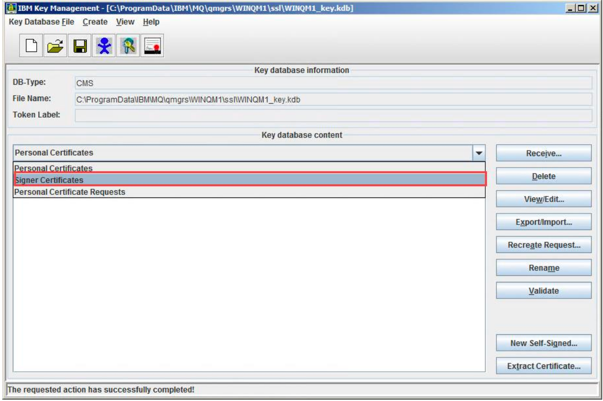 IBM Key Management - [C:\ProgramData\IBM\MQ\qmgrs\WINQM1\ssl\WINQM1_key.kdb]
Key Database File Create View Help
Key database information
DB-Type: CMS
File Name: C:\ProgramData\IBM\MQ\qmgrs\WINQM1\ssl\WINQM1_key.kdb
Token Label:
Key database content
Personal Certificates
Receive...
Personal Certificates
Signer Certificates
Personal Certificate Requests
Delete
View/Edit...
Export/Import...
Recreate Request...
Rename
Validate
New Self-Signed...
Extract Certificate...
The requested action has successfully completed!